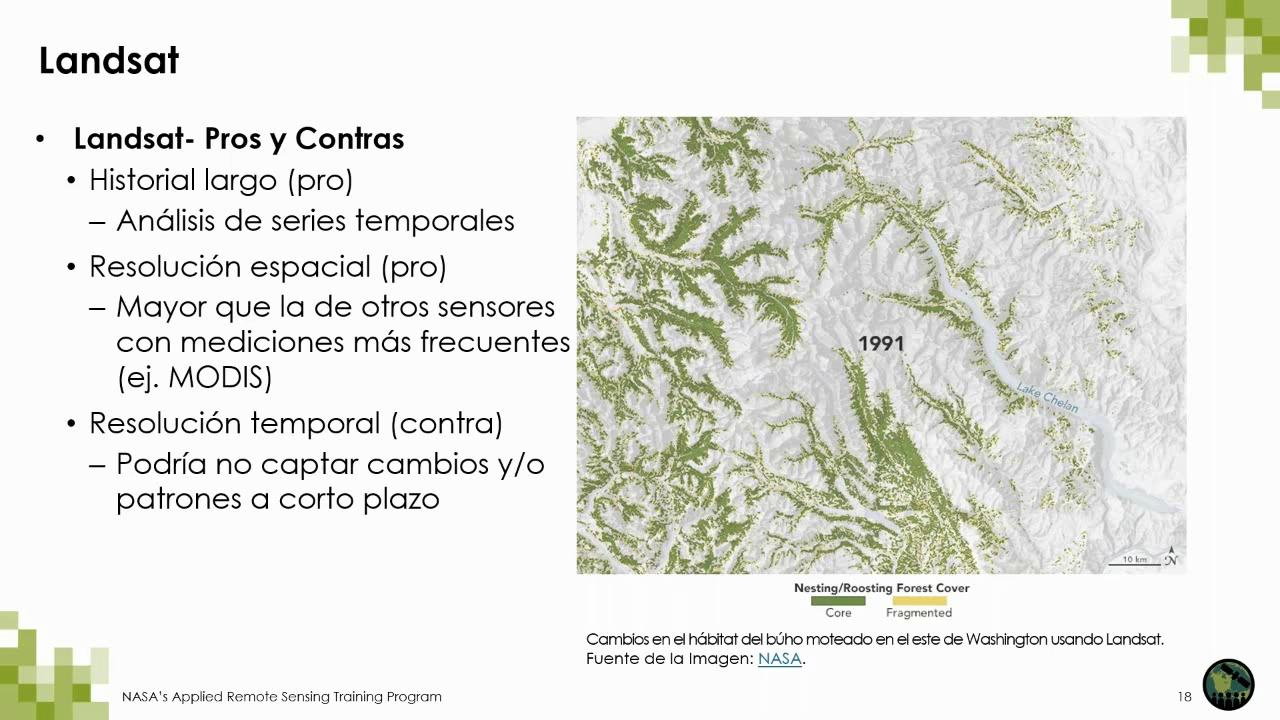 Landsat
• Landsat- Pros y Contras
• Historial largo (pro)
– Análisis de series temporales
• Resolución espacial (pro)
– Mayor que la de otros sensores
con mediciones más frecuentes
(ej. MODIS)
• Resolución temporal (contra)
– Podría no captar cambios y/o
patrones a corto plazo
1991
Lake Chelan
10 km
N
Nesting/Roosting Forest Cover
Core Fragmented
Cambios en el hábitat del búho moteado en el este de Washington usando Landsat.
Fuente de la Imagen: NASA.
NASA's Applied Remote Sensing Training Program
18